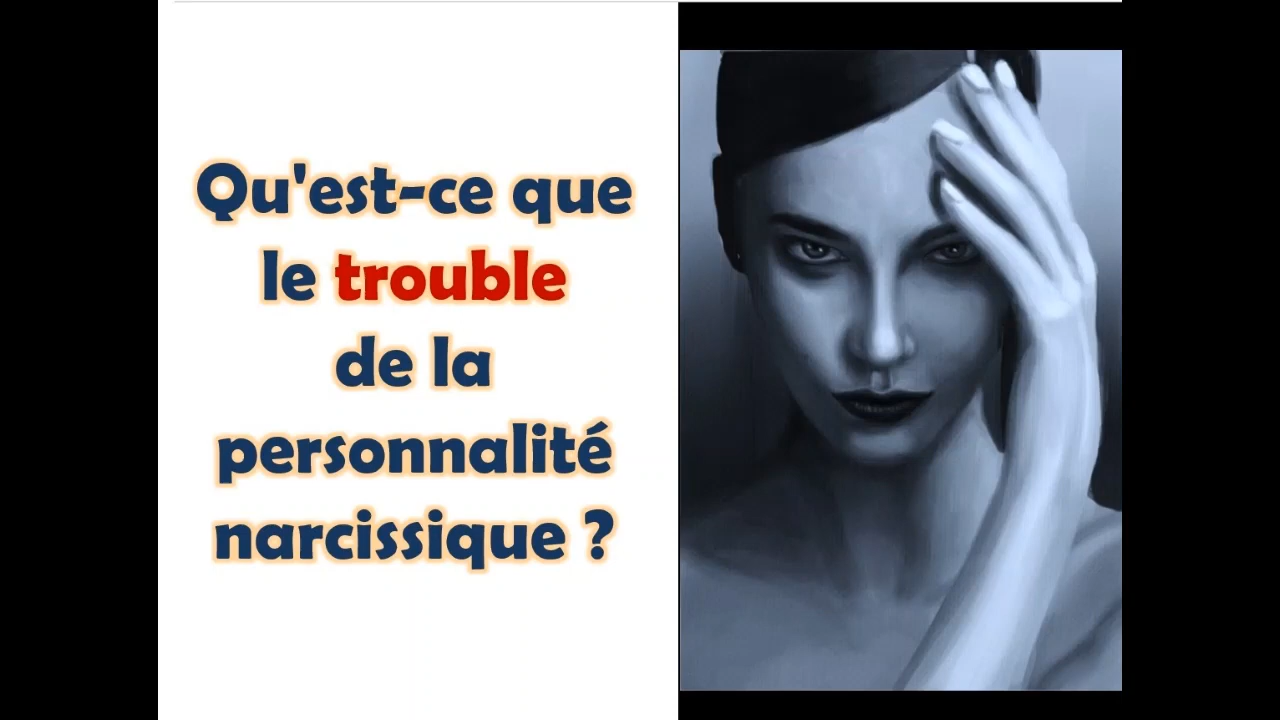 Qu'est-ce que
le trouble
de la
personnalité
narcissique ?